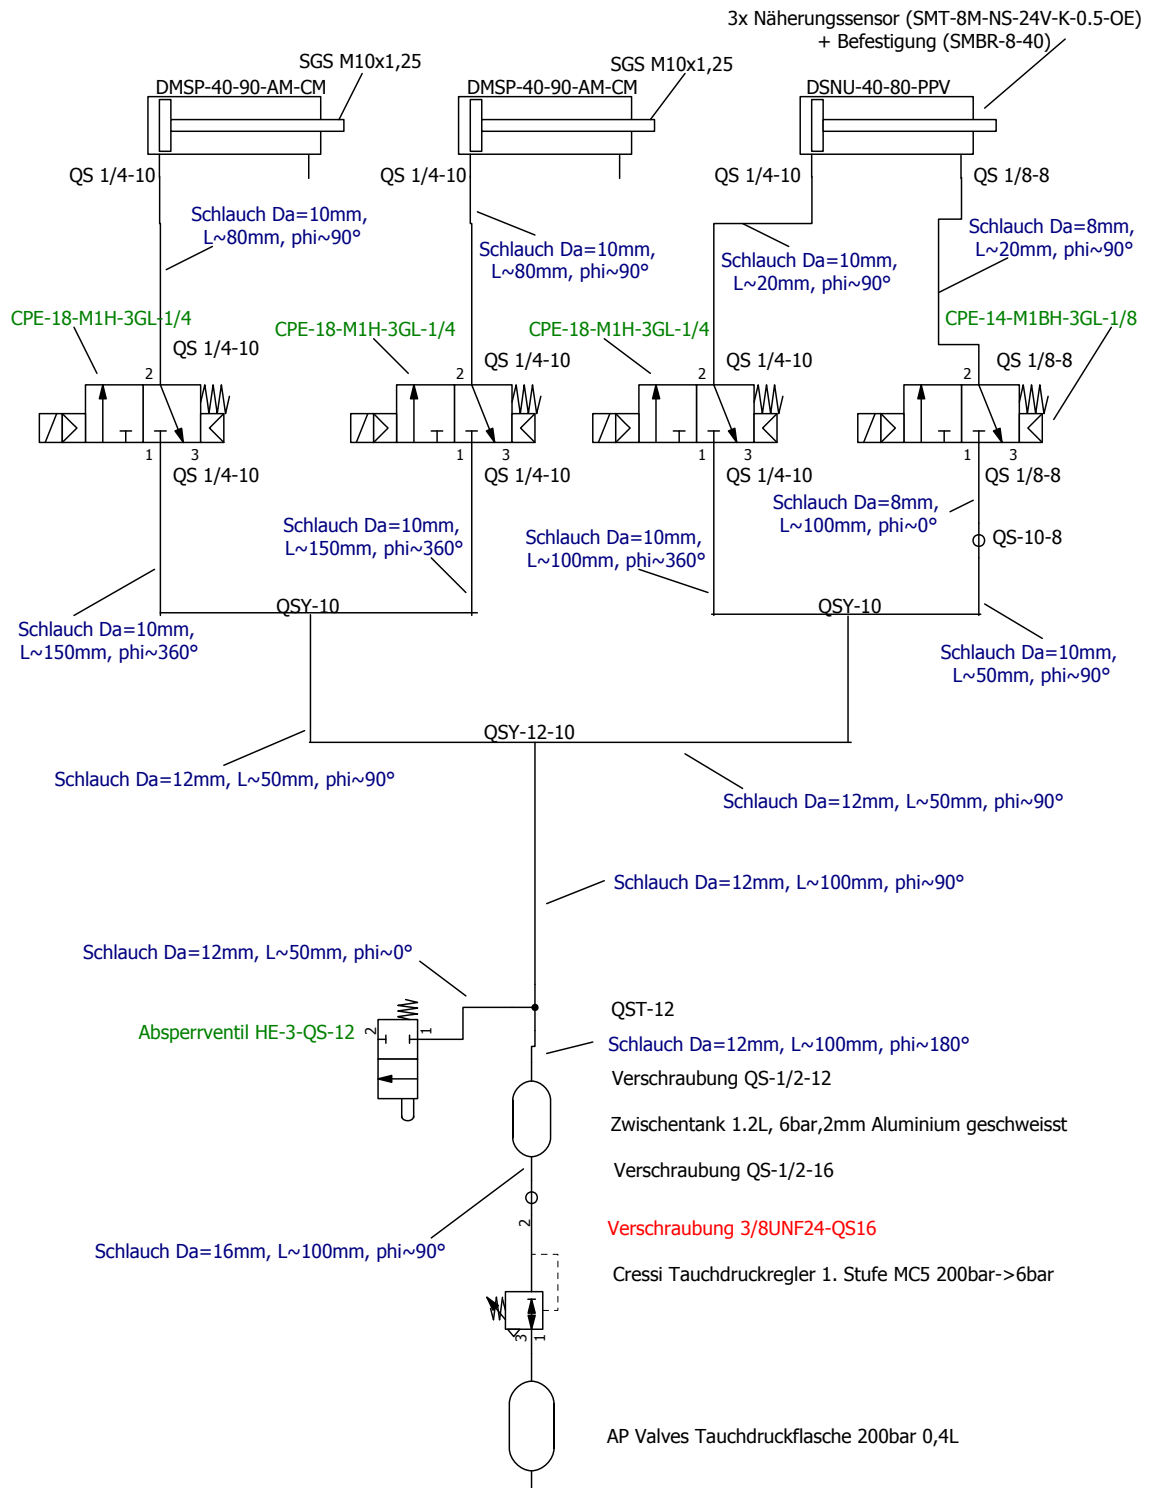 3x Näherungssensor (SMT-8M-NS-24V-K-0.5-OE)
+ Befestigung (SMBR-8-40)
SGS M10x1,25
SGS M10x1,25
DMSP-40-90-AM-CM
DMSP-40-90-AM-CM
DSNU-40-80-PPV
QS 1/4-10
QS 1/4-10
QS 1/4-10
QS 1/8-8
Schlauch Da=10mm,
L~80mm, phi~90°
Schlauch Da=10mm,
L~80mm, phi~90°
Schlauch Da=10mm,
L~20mm, phi~90°
Schlauch Da=8mm,
L~20mm, phi~90°
CPE-18-M1H-3GL-1/4
CPE-18-M1H-3GL-1/4
CPE-18-M1H-3GL-1/4
CPE-14-M1BH-3GL-1/8
QS 1/4-10
QS 1/4-10
QS 1/4-10
QS 1/8-8
2
2
2
2
1
3
1
3
1
3
1
3
QS 1/4-10
QS 1/4-10
QS 1/4-10
QS 1/8-8
Schlauch Da=10mm,
L~150mm, phi~360°
Schlauch Da=10mm,
L~100mm, phi~360°
Schlauch Da=8mm,
L~100mm, phi~0°
QS-10-8
QSY-10
QSY-10
Schlauch Da=10mm,
L~150mm, phi~360°
Schlauch Da=10mm,
L~50mm, phi~90°
QSY-12-10
Schlauch Da=12mm, L~50mm, phi~90°
Schlauch Da=12mm, L~50mm, phi~90°
Schlauch Da=12mm, L~100mm, phi~90°
Schlauch Da=12mm, L~50mm, phi~0°
QST-12
Absperrventil HE-3-QS-12
2
1
Schlauch Da=12mm, L~100mm, phi~180°
Verschraubung QS-1/2-12
Zwischentank 1.2L, 6bar,2mm Aluminium geschweisst
Verschraubung QS-1/2-16
2
Verschraubung 3/8UNF24-QS16
Schlauch Da=16mm, L~100mm, phi~90°
Cressi Tauchdruckregler 1. Stufe MC5 200bar->6bar
3
1
AP Valves Tauchdruckflasche 200bar 0,4L